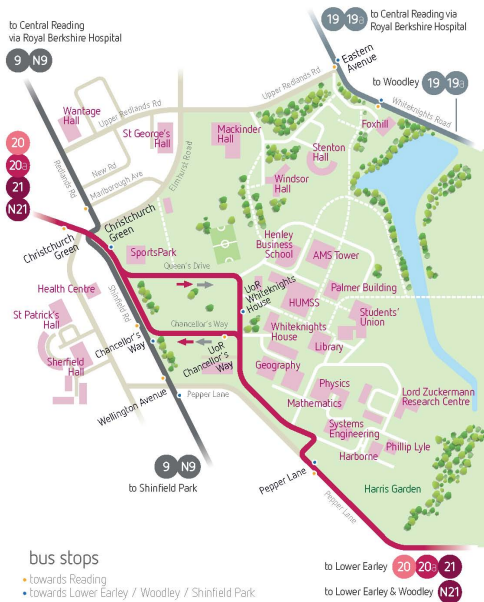 to Central Reading
via Royal Berkshire Hospital
9 N9
19 19a to Central Reading via
Royal Berkshire Hospital
Eastern
Avenue
to Woodley 19 19a
Whiteknights Road
Upper Redlands Rd
Wantage
Hall
Upper Redlands Rd
St George's
Hall
Mackinder
Hall
Foxhill
Stenton
Hall
20
20a
21
N21
Redlands Rd
New Rd
Marlborough Ave
Elmhurst Road
Windsor
Hall
Christchurch
Green
Christchurch
Green
SportsPark
Queen's Drive
Henley
Business
School
AMS Tower
Health Centre
Shinfield Rd
UoR
Whiteknights
House
Palmer Building
HUMSS
St Patrick's
Hall
Chancellor's Way
Students'
Union
Whiteknights
House
Library
Sherfield
Hall
Chancellor's
Way
UoR
Chancellor's
Way
Geography
Wellington Avenue
Pepper Lane
Physics
Mathematics
Lord Zuckermann
Research Centre
Systems
Engineering
Phillip Lyle
Harborne
9 N9
to Shinfield Park
Pepper Lane
Pepper Lane
Harris Garden
bus stops
towards Reading
towards Lower Earley / Woodley / Shinfield Park
to Lower Earley 20 20a 21
to Lower Earley & Woodley N21